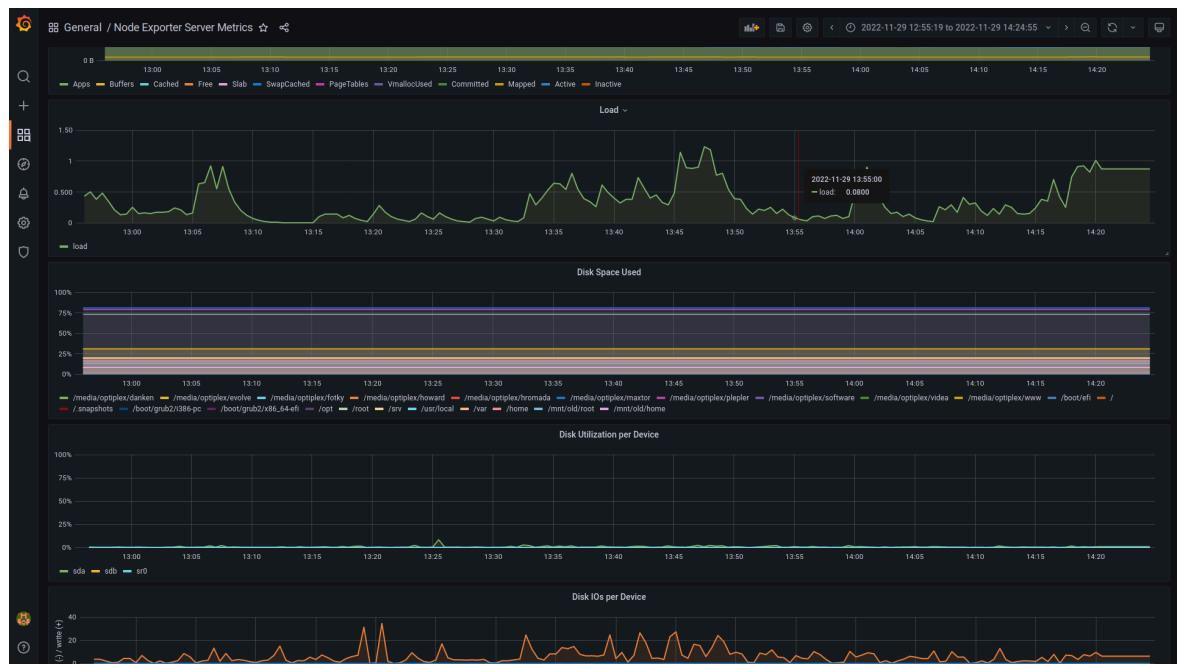 General / Node Exporter Server Metrics
2022-11-29 12:55:19 to 2022-11-29 14:24:55
0 B
13:00 13:05 13:10 13:15 13:20 13:25 13:30 13:35 13:40 13:45 13:50 13:55 14:00 14:05 14:10 14:15 14:20
Apps Buffers Cached Free Slab SwapCached PageTables VmallocUsed Committed Mapped Active Inactive
Load
1.50
1
0.500
0
2022-11-29 13:55:00
load: 0.0800
13:00 13:05 13:10 13:15 13:20 13:25 13:30 13:35 13:40 13:45 13:50 13:55 14:00 14:05 14:10 14:15 14:20
load
Disk Space Used
100%
75%
50%
25%
0%
13:00 13:05 13:10 13:15 13:20 13:25 13:30 13:35 13:40 13:45 13:50 13:55 14:00 14:05 14:10 14:15 14:20
/media/optiplex/danken /media/optiplex/evolve /media/optiplex/fotky /media/optiplex/howard /media/optiplex/hromada /media/optiplex/maxtor /media/optiplex/plepler /media/optiplex/software /media/optiplex/videa /media/optiplex/www /boot/efi /
/.snapshots /boot/grub2/i386-pc /boot/grub2/x86_64-efi /opt /root /srv /usr/local /var /home /mnt/old/root /mnt/old/home
Disk Utilization per Device
100%
75%
50%
25%
0%
13:00 13:05 13:10 13:15 13:20 13:25 13:30 13:35 13:40 13:45 13:50 13:55 14:00 14:05 14:10 14:15 14:20
sda sdb sr0
Disk IOs per Device
(-) / write (+)
40
20
0